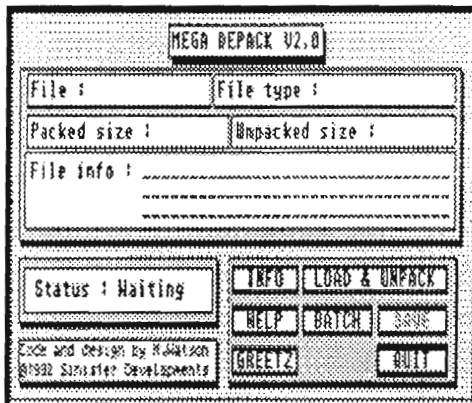 MEGA DEPACK V2.0
File : File type :
Packed size : Unpacked size :
File info :
Status : Waiting
INFO LOAD & UNPACK
HELP BATCH SAVE
GREETZ QUIT
Code and design by M.Watson
©1992 Sinister Developments